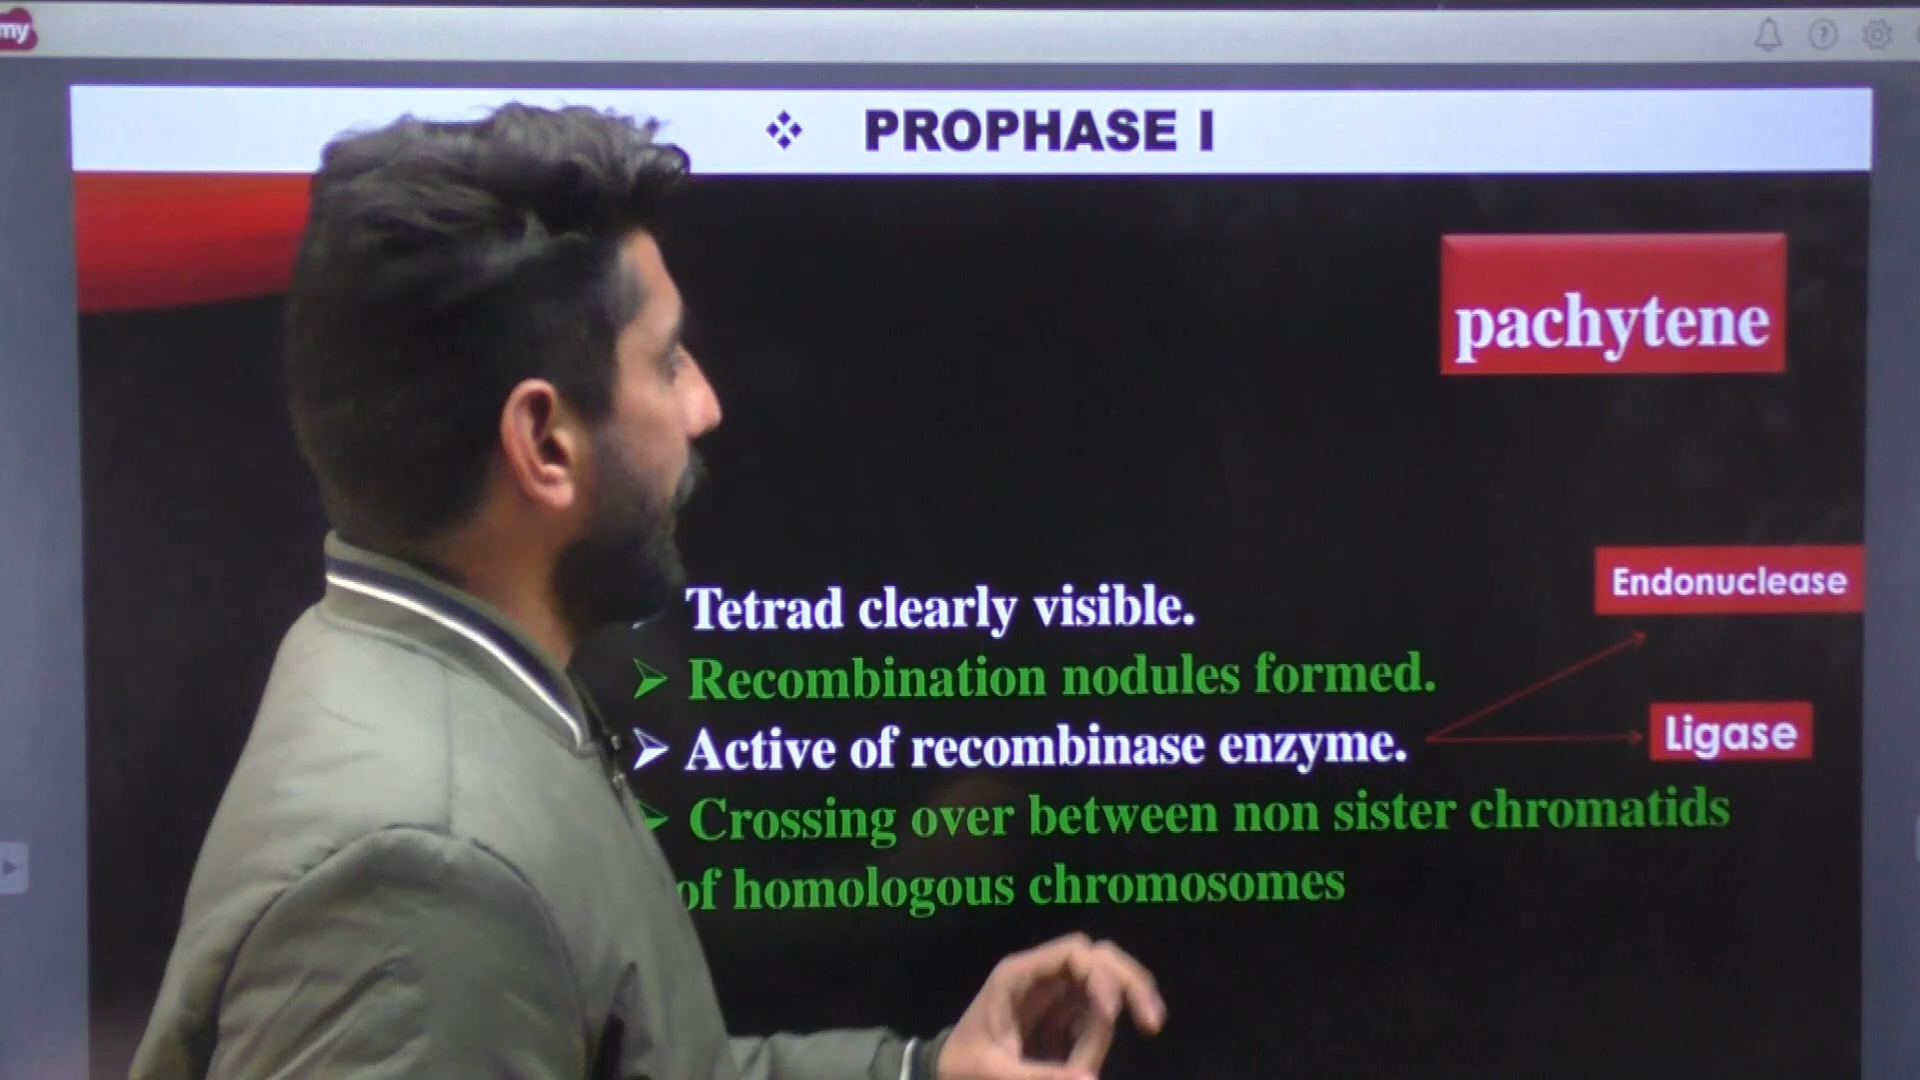 my
❖ PROPHASE I
pachytene
Endonuclease
Tetrad clearly visible.
➢ Recombination nodules formed.
➢ Active of recombinase enzyme.
Ligase
➢ Crossing over between non sister chromatids
of homologous chromosomes